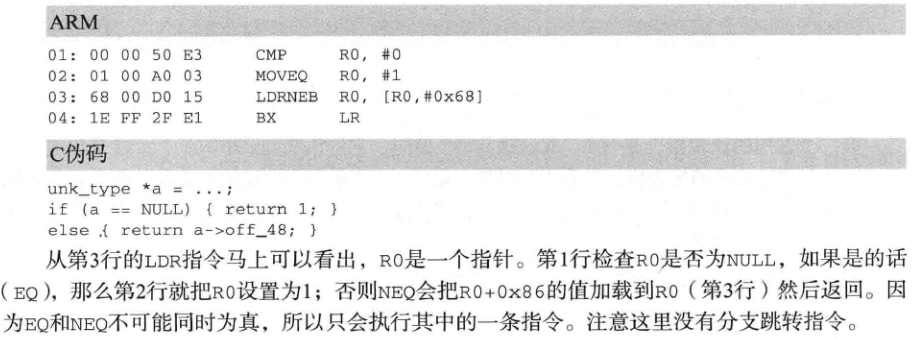 ARM
01: 00 00 50 E3 CMP R0, #0
02: 01 00 A0 03 MOVEQ R0, #1
03: 68 00 D0 15 LDRNEB R0, [R0,#0x68]
04: 1E FF 2F E1 BX LR
C伪码
unk_type *a = ...;
if (a == NULL) { return 1; }
else { return a->off_48; }
从第3行的LDR指令马上可以看出，R0是一个指针。第1行检查R0是否为NULL，如果是的话
（EQ），那么第2行就把R0设置为1；否则NEQ会把R0+0x86的值加载到R0（第3行）然后返回。因
为EQ和NEQ不可能同时为真，所以只会执行其中的一条指令。注意这里没有分支跳转指令。